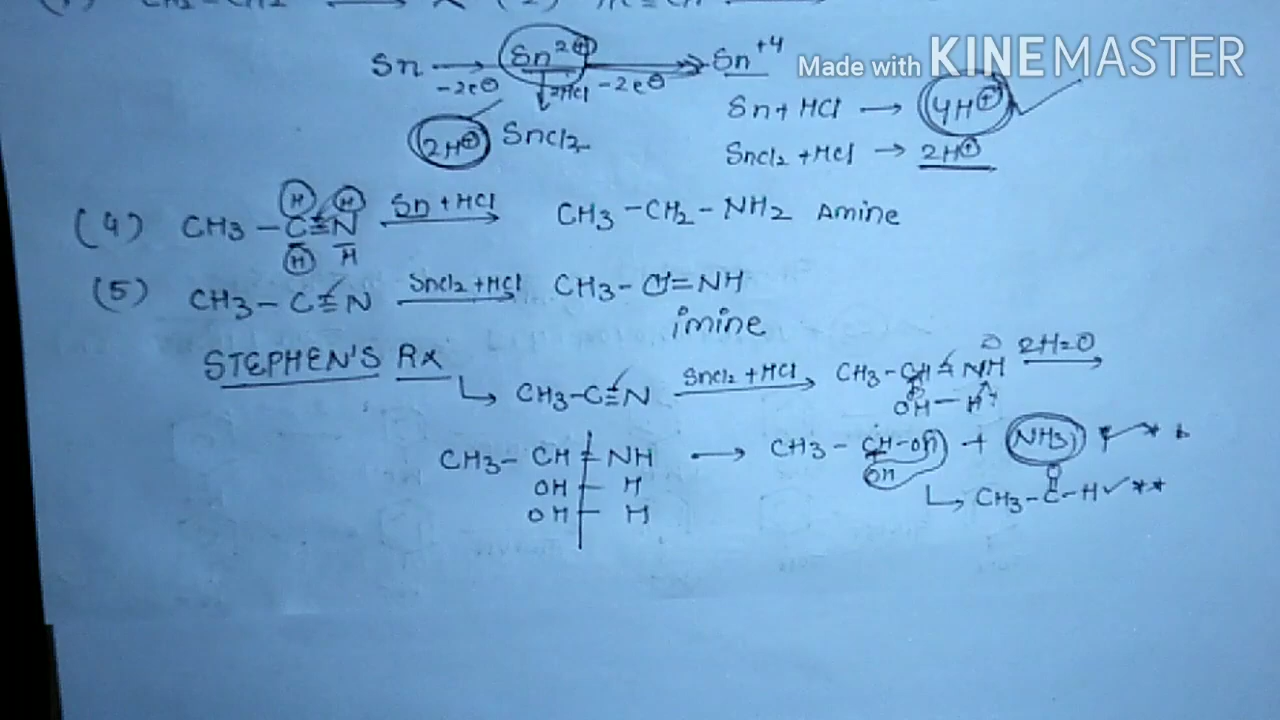 Sn → Sn²⊕ → Sn⁺⁴
-2e⊖ 2HCl -2e⊖
Made with KINEMASTER
2H⊕ SnCl₂
Sn + HCl → 4H⊕
SnCl₂ + HCl → 2H⊕
(4) CH₃ - C≡N Sn + HCl → CH₃ - CH₂ - NH₂ Amine
H H
H H
(5) CH₃ - C≡N SnCl₂ + HCl → CH₃ - CH=NH
imine
STEPHEN'S Rx
CH₃-C≡N SnCl₂ + HCl → CH₃-CH=NH 2H₂O →
OH - H
CH₃ - CH - NH → CH₃ - CH-OH + NH₃
OH - H OH
OH - H
CH₃ - C - H **
O